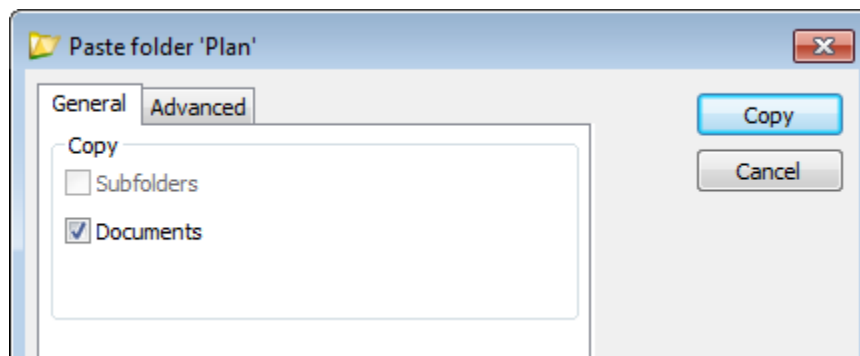 Paste folder 'Plan'
General Advanced
Copy
Copy
Subfolders
Cancel
Documents